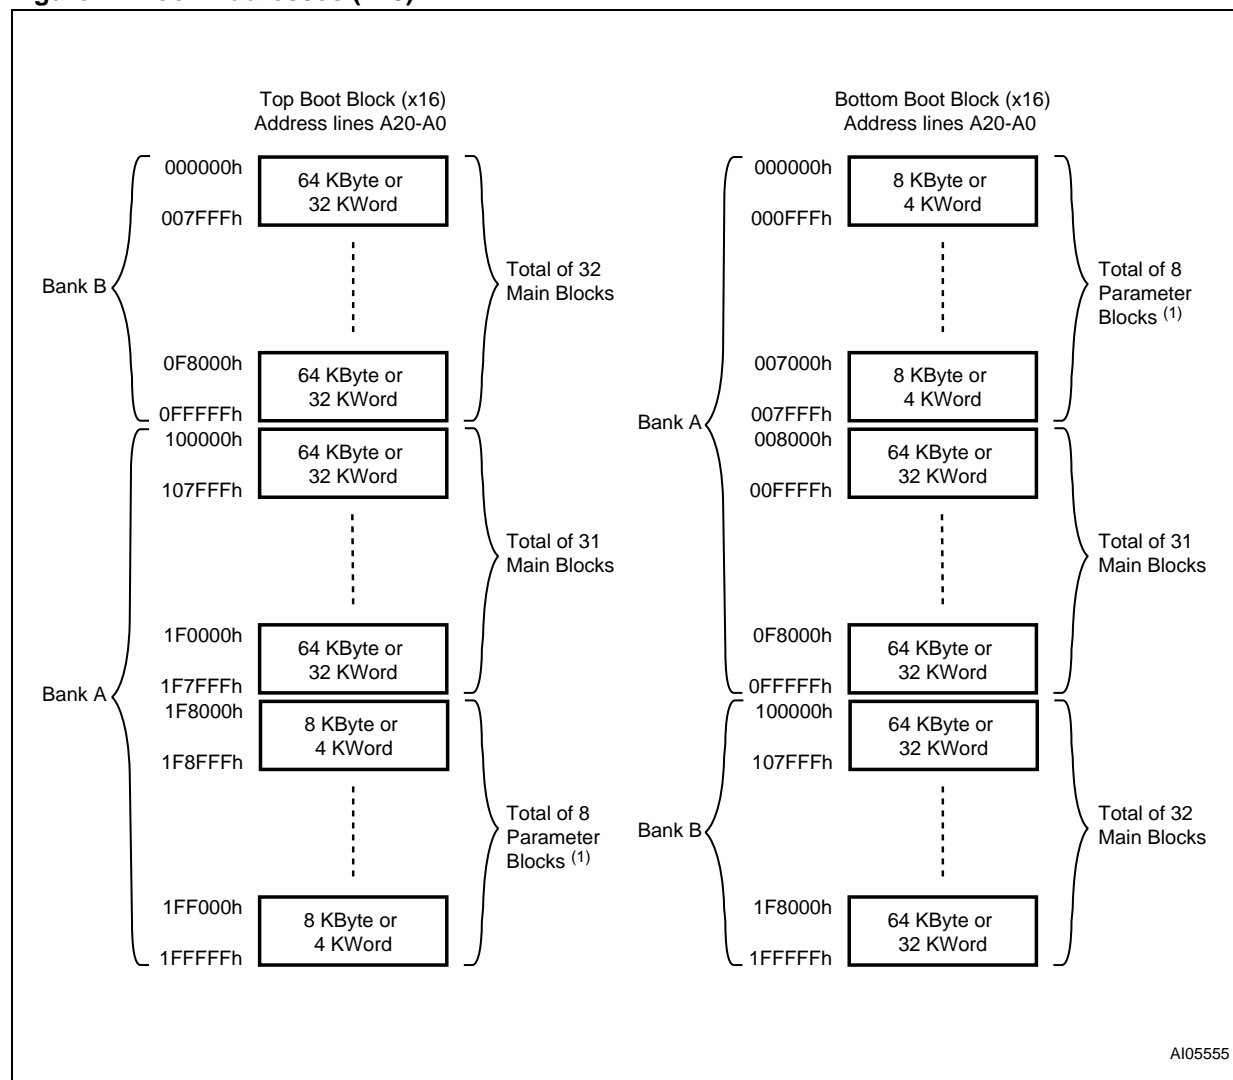 Top Boot Block (x16)
Address lines A20-A0
000000h
64 KByte or
32 KWord
007FFFh
Bank B
Total of 32
Main Blocks
0F8000h
64 KByte or
32 KWord
0FFFFFh
100000h
64 KByte or
32 KWord
107FFFh
Total of 31
Main Blocks
1F0000h
64 KByte or
32 KWord
1F7FFFh
Bank A
1F8000h
8 KByte or
4 KWord
1F8FFFh
Total of 8
Parameter
Blocks (1)
1FF000h
8 KByte or
4 KWord
1FFFFFh
Bottom Boot Block (x16)
Address lines A20-A0
000000h
8 KByte or
4 KWord
000FFFh
Total of 8
Parameter
Blocks (1)
007000h
8 KByte or
4 KWord
007FFFh
Bank A
008000h
64 KByte or
32 KWord
00FFFFh
Total of 31
Main Blocks
0F8000h
64 KByte or
32 KWord
0FFFFFh
100000h
64 KByte or
32 KWord
107FFFh
Bank B
Total of 32
Main Blocks
1F8000h
64 KByte or
32 KWord
1FFFFFh
AI05555